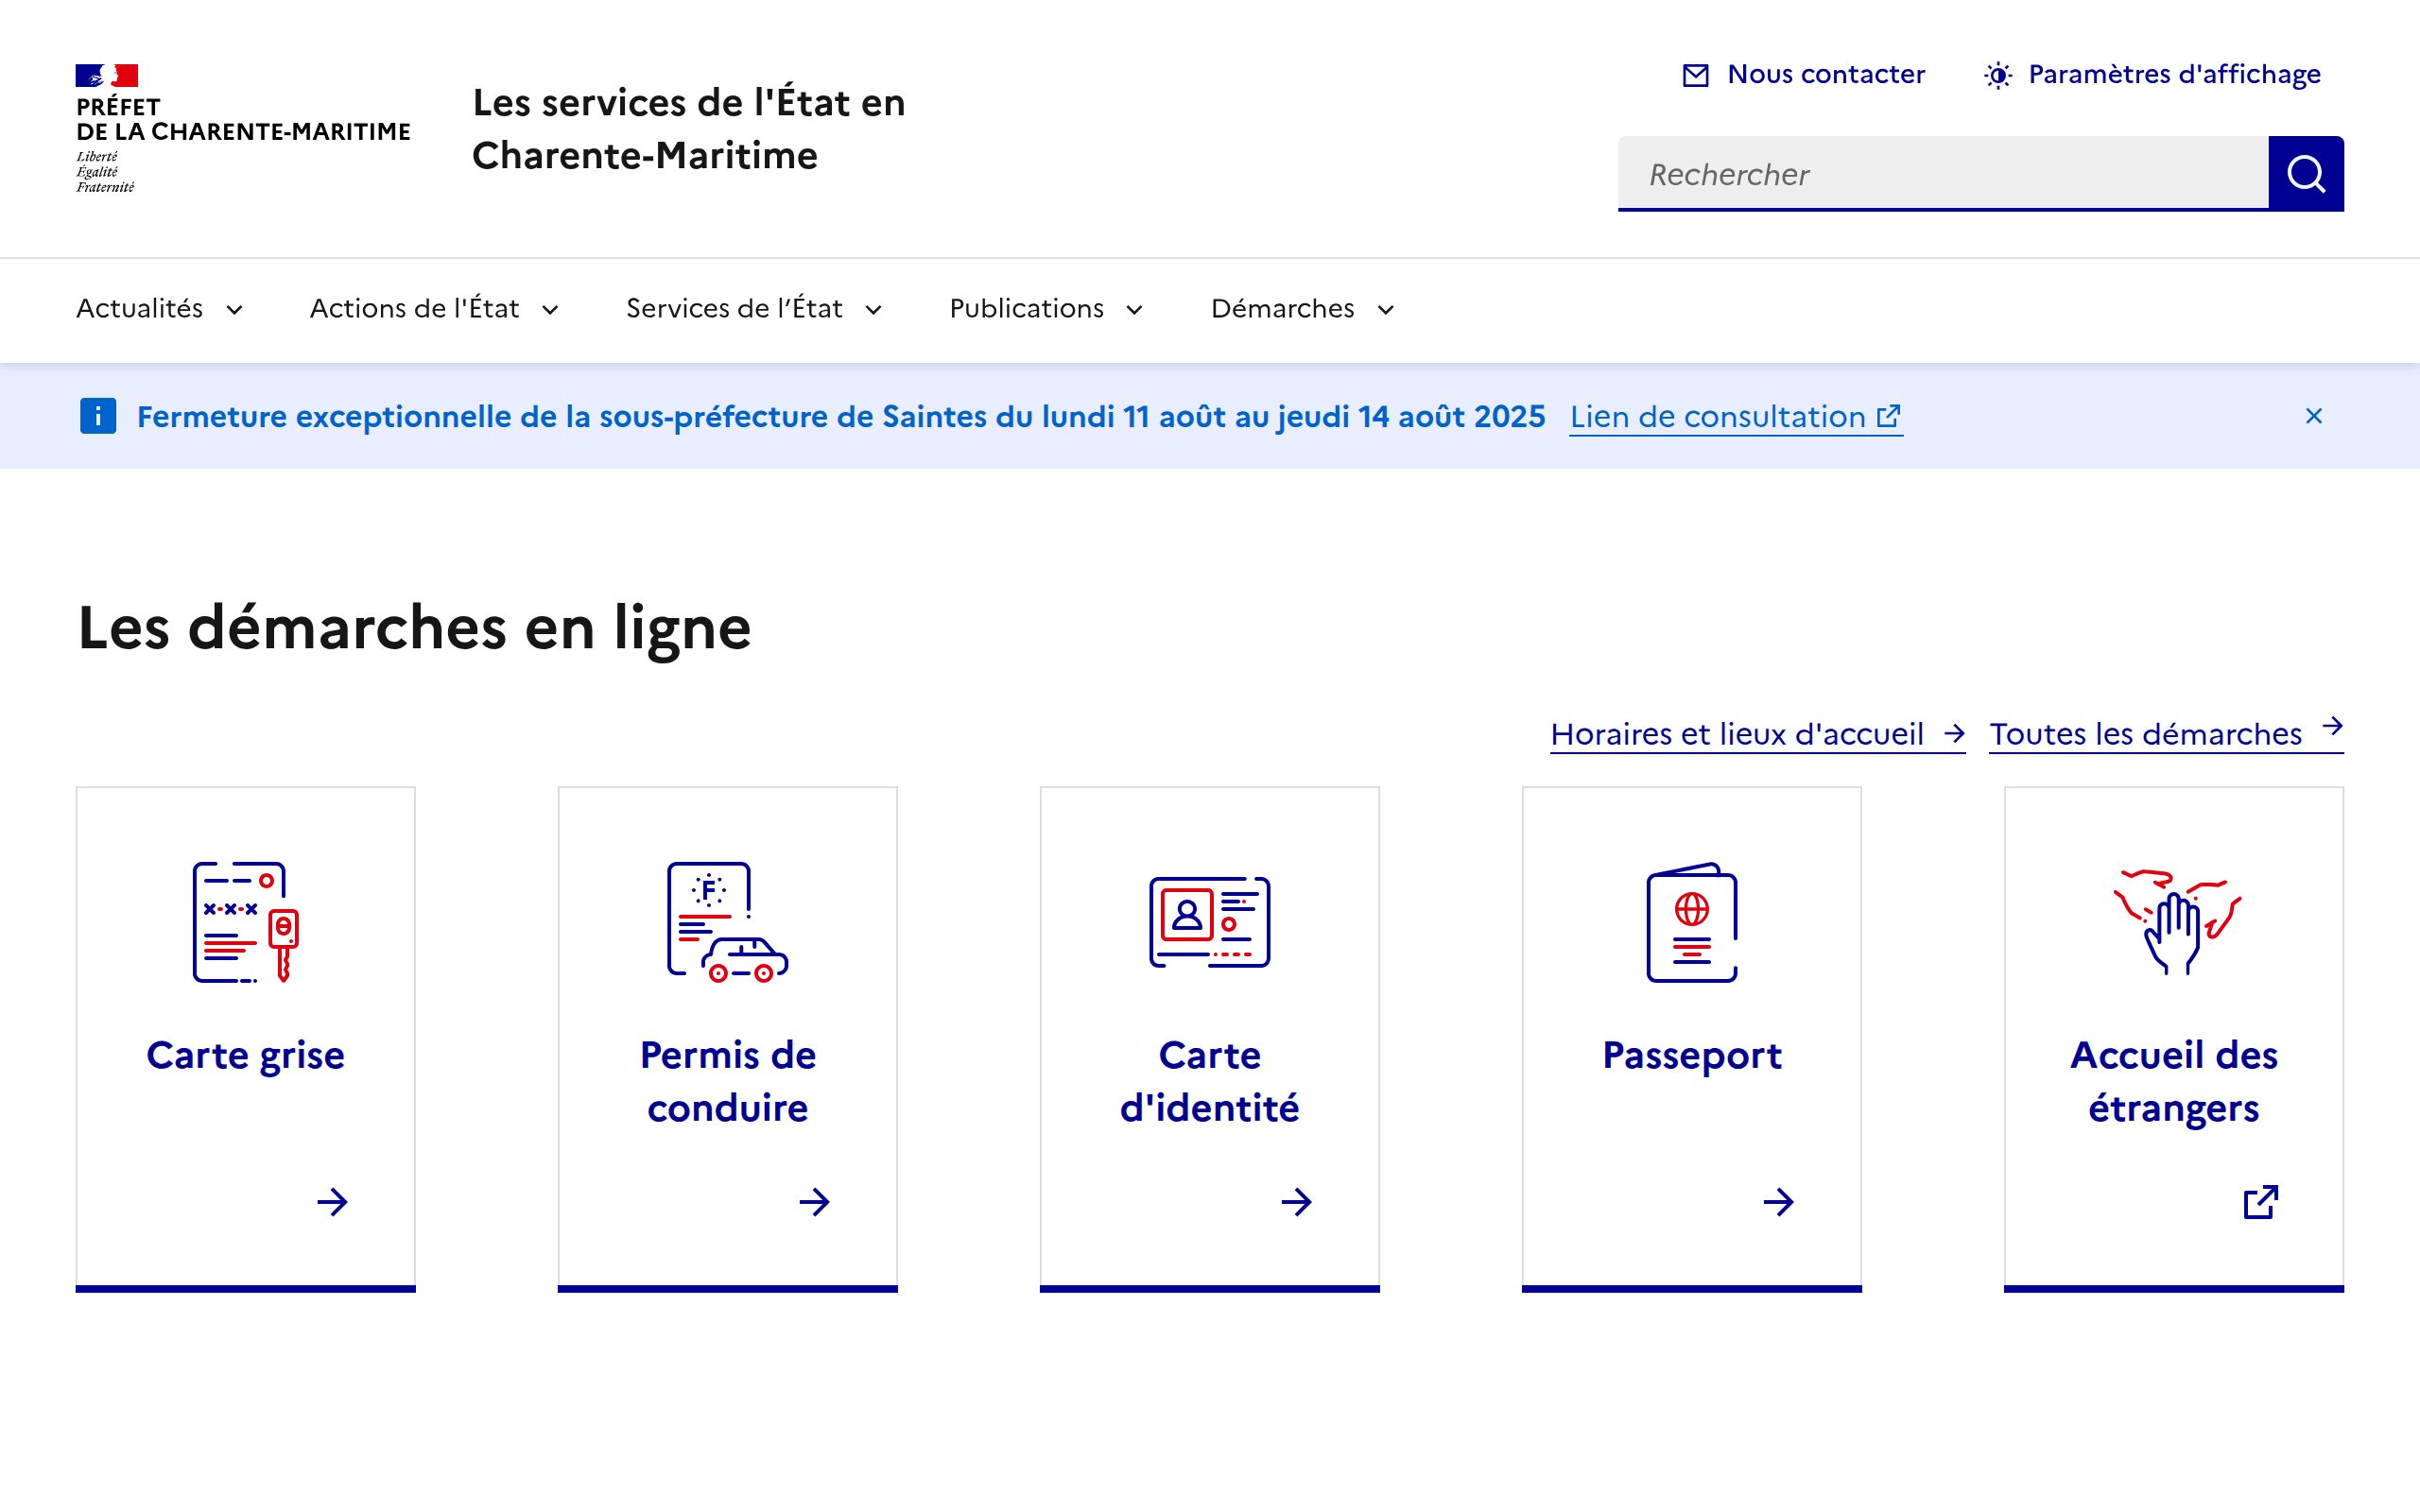 PRÉFET
DE LA CHARENTE-MARITIME
Liberté
Égalité
Fraternité
Les services de l'État en
Charente-Maritime
Nous contacter
Paramètres d'affichage
Rechercher
Actualités
Actions de l'État
Services de l’État
Publications
Démarches
Fermeture exceptionnelle de la sous-préfecture de Saintes du lundi 11 août au jeudi 14 août 2025 Lien de consultation
Les démarches en ligne
Horaires et lieux d'accueil
Toutes les démarches
F
Carte grise
Permis de
conduire
Carte
d'identité
Passeport
Accueil des
étrangers